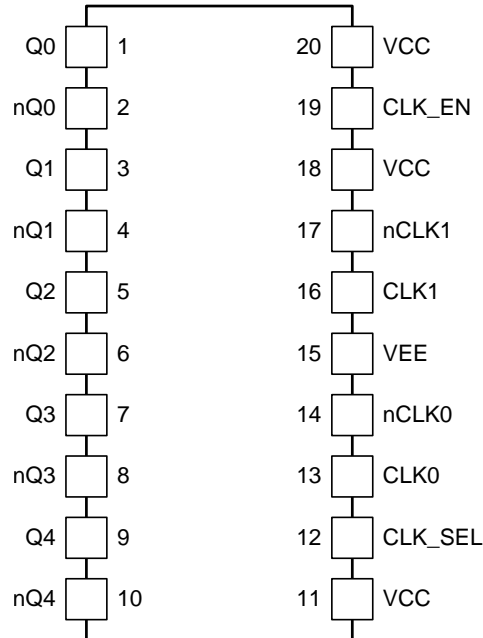 Q0 1 20 VCC
nQ0 2 19 CLK_EN
Q1 3 18 VCC
nQ1 4 17 nCLK1
Q2 5 16 CLK1
nQ2 6 15 VEE
Q3 7 14 nCLK0
nQ3 8 13 CLK0
Q4 9 12 CLK_SEL
nQ4 10 11 VCC